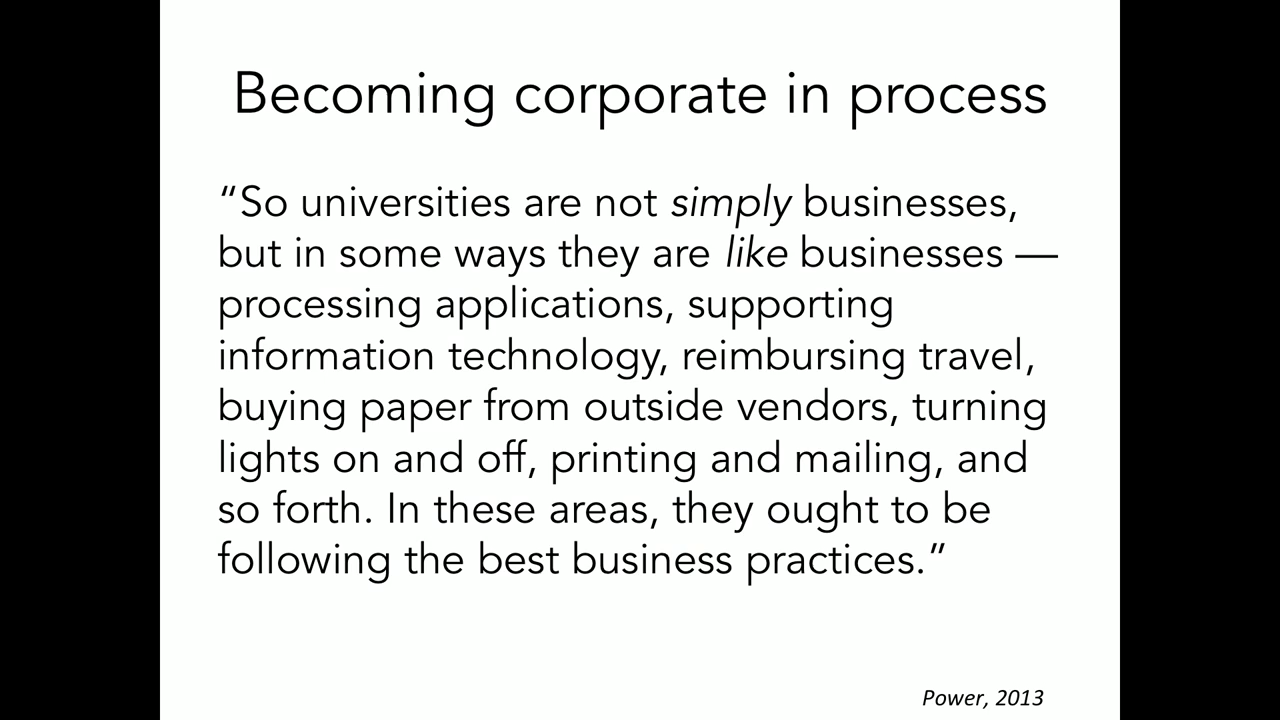 Becoming corporate in process
“So universities are not simply businesses,
but in some ways they are like businesses —
processing applications, supporting
information technology, reimbursing travel,
buying paper from outside vendors, turning
lights on and off, printing and mailing, and
so forth. In these areas, they ought to be
following the best business practices.”
Power, 2013